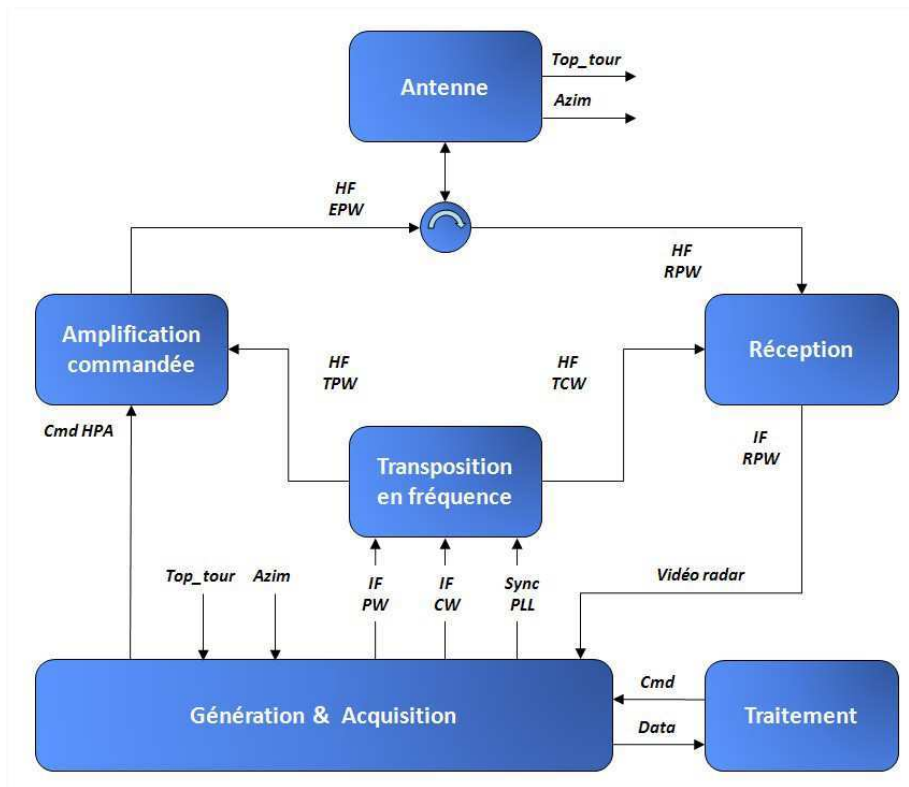 Antenne
Top_tour
Azim
HF
EPW
HF
RPW
Amplification
commandée
HF
TPW
HF
TCW
Réception
Cmd HPA
Transposition
en fréquence
IF
RPW
Top_tour
Azim
IF
PW
IF
CW
Sync
PLL
Vidéo radar
Génération & Acquisition
Cmd
Data
Traitement